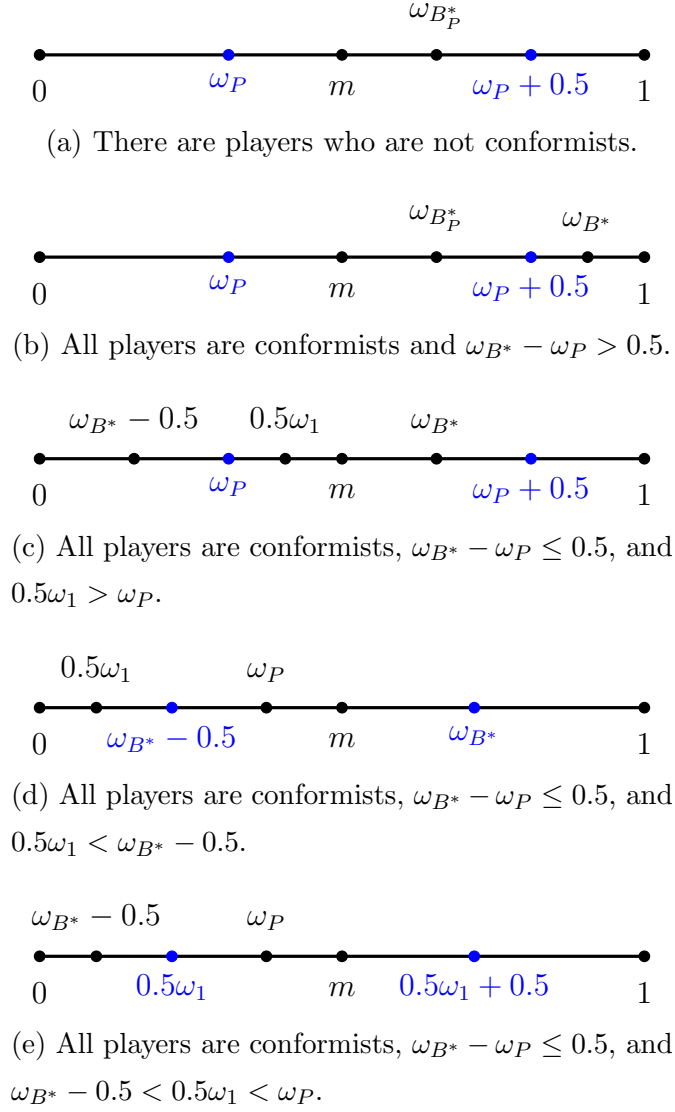 ω_{B_P^*}
0 ω_P m ω_P + 0.5 1
(a) There are players who are not conformists.
ω_{B_P^*} ω_{B^*}
0 ω_P m ω_P + 0.5 1
(b) All players are conformists and ω_{B^*} − ω_P > 0.5.
ω_{B^*} − 0.5 0.5ω_1 ω_{B^*}
0 ω_P m ω_P + 0.5 1
(c) All players are conformists, ω_{B^*} − ω_P ≤ 0.5, and
0.5ω_1 > ω_P.
0.5ω_1 ω_P
0 ω_{B^*} − 0.5 m ω_{B^*} 1
(d) All players are conformists, ω_{B^*} − ω_P ≤ 0.5, and
0.5ω_1 < ω_{B^*} − 0.5.
ω_{B^*} − 0.5 ω_P
0 0.5ω_1 m 0.5ω_1 + 0.5 1
(e) All players are conformists, ω_{B^*} − ω_P ≤ 0.5, and
ω_{B^*} − 0.5 < 0.5ω_1 < ω_P.